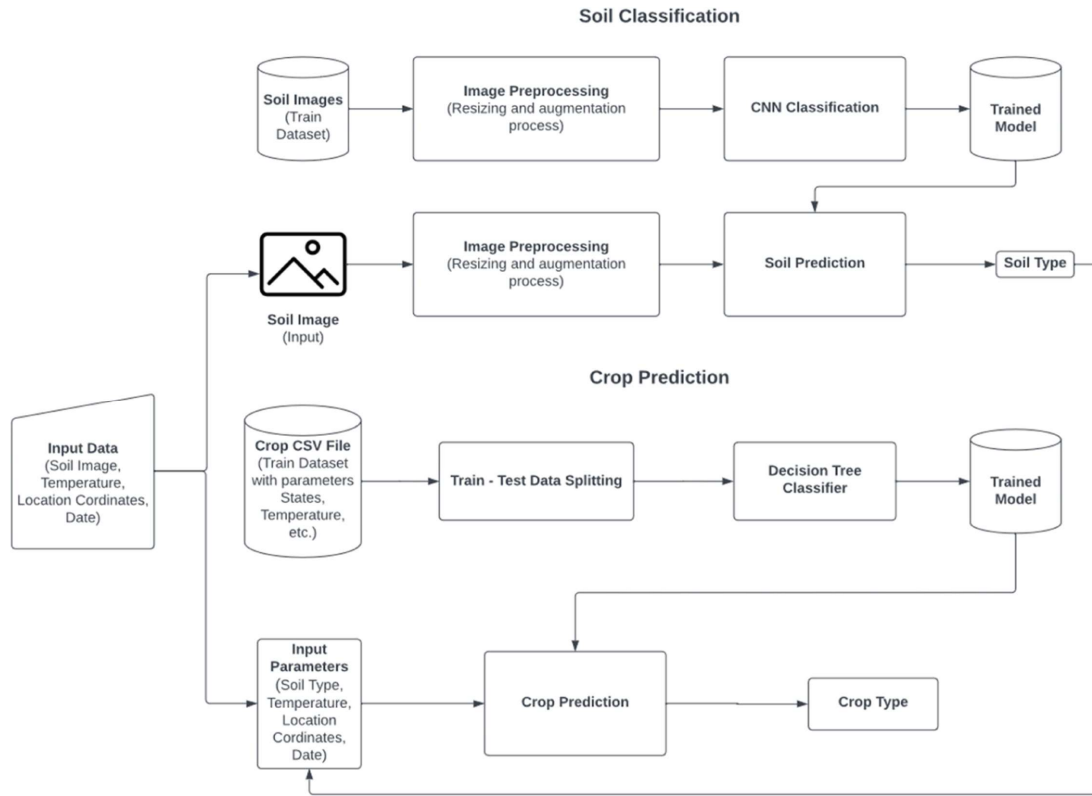 Soil Classification
Soil Images
(Train
Dataset)
Image Preprocessing
(Resizing and augmentation
process)
CNN Classification
Trained
Model
Image Preprocessing
(Resizing and augmentation
process)
Soil Prediction
Soil Type
Soil Image
(Input)
Crop Prediction
Input Data
(Soil Image,
Temperature,
Location Cordinates,
Date)
Crop CSV File
(Train Dataset
with parameters
States,
Temperature,
etc.)
Train - Test Data Splitting
Decision Tree
Classifier
Trained
Model
Input
Parameters
(Soil Type,
Temperature,
Location
Cordinates,
Date)
Crop Prediction
Crop Type